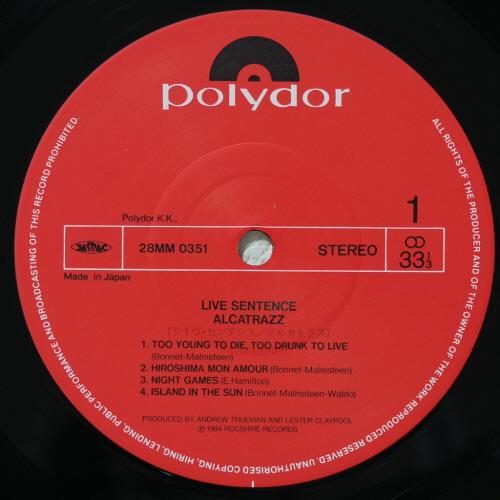 polydor
1
Polydor K.K.,
JASRAC
28MM 0351
STEREO
33 1/3
Made in Japan
LIVE SENTENCE
ALCATRAZZ
(ライヴ・センテンス/アルカトラス)
1. TOO YOUNG TO DIE, TOO DRUNK TO LIVE
(Bonnet-Malmsteen)
2. HIROSHIMA MON AMOUR (Bonnet-Malmsteen)
3. NIGHT GAMES (E.Hamilton)
4. ISLAND IN THE SUN (Bonnet-Malmsteen-Waldo)
PRODUCED BY ANDREW TRUEMAN AND LESTER CLAYPOOL
℗ 1984 ROCSHIRE RECORDS
ALL RIGHTS OF THE PRODUCER AND OF THE OWNER OF THE WORK REPRODUCED RESERVED. UNAUTHORISED COPYING, HIRING, LENDING, PUBLIC PERFORMANCE AND BROADCASTING OF THIS RECORD PROHIBITED.